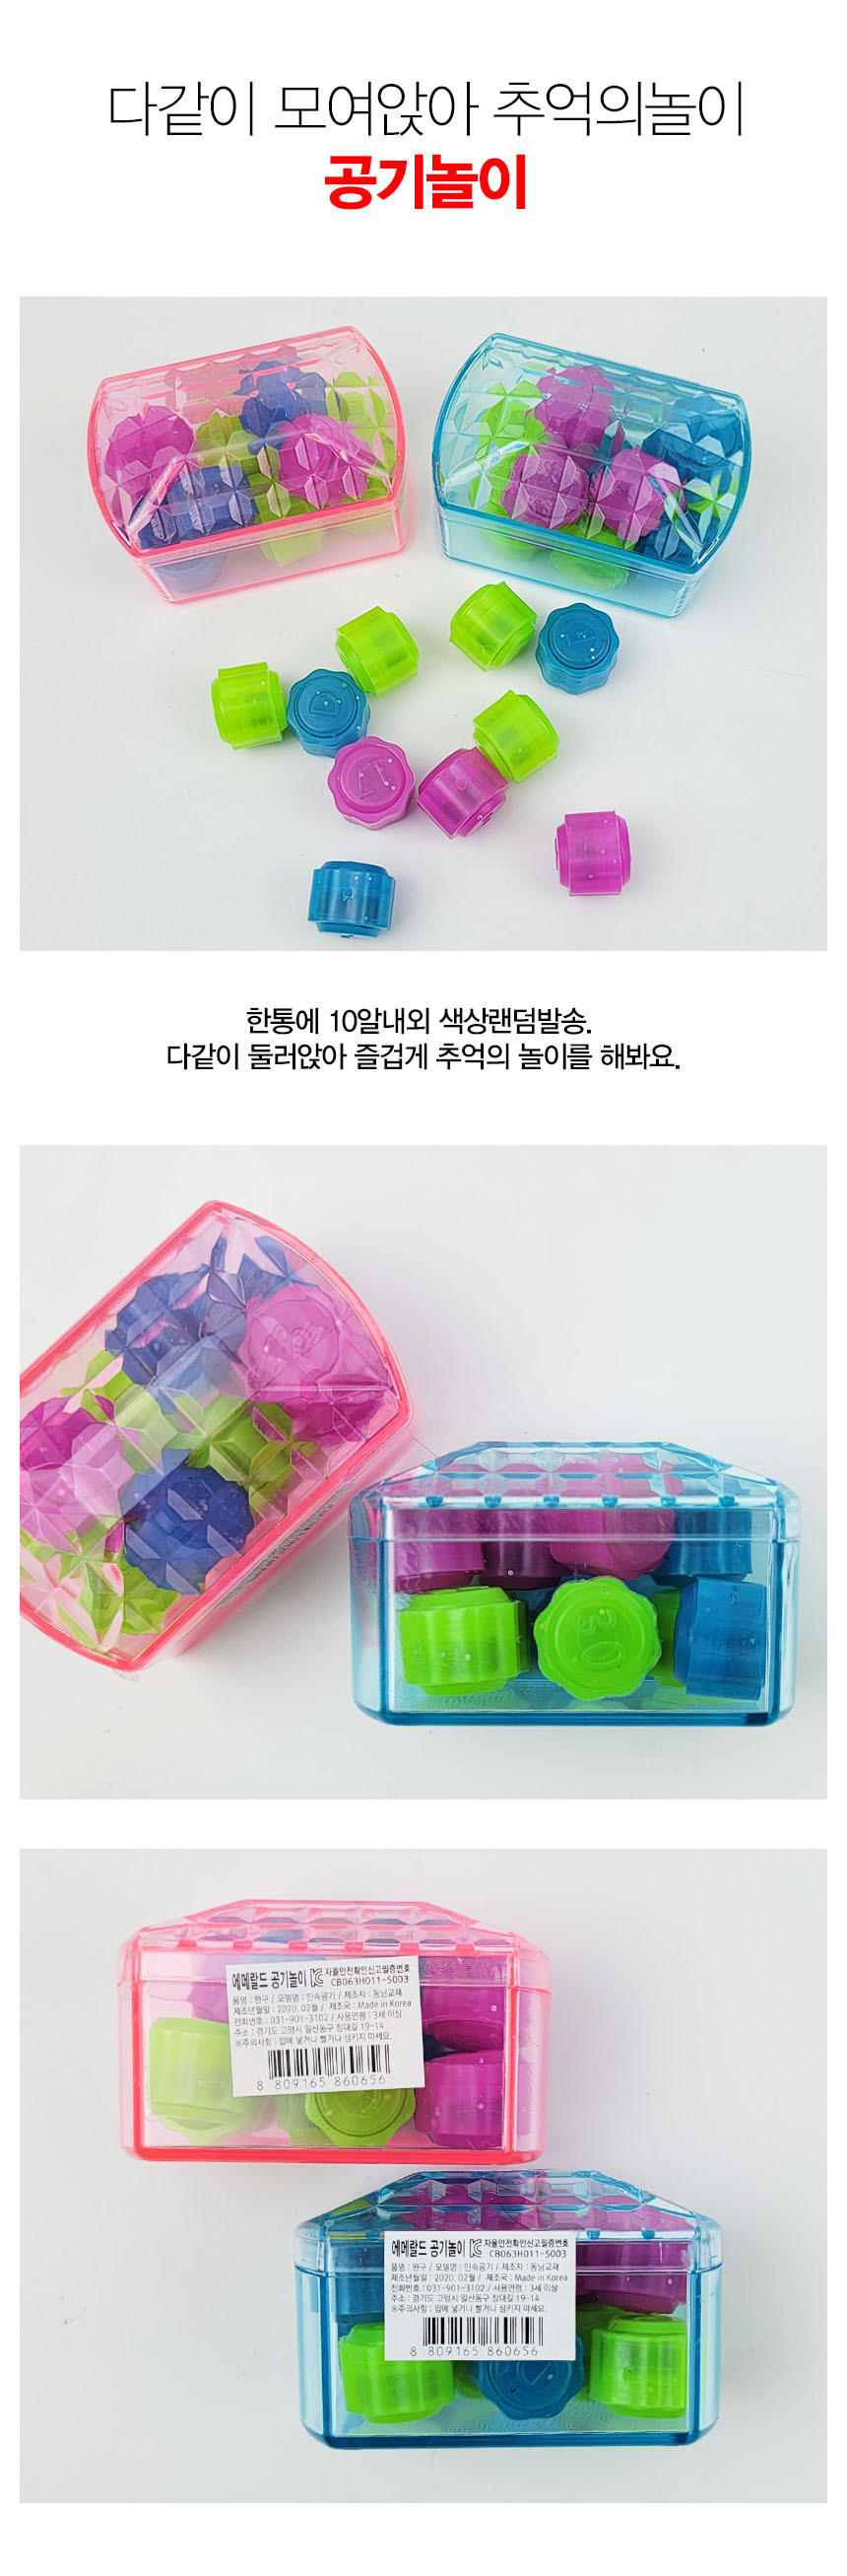 다같이 모여앉아 추억의놀이
공기놀이
한통에 10알내외 색상랜덤발송.
다같이 둘러앉아 즐겁게 추억의 놀이를 해봐요.
30
에메랄드 공기놀이 자율안전확인신고필증번호
CB063H011-5003
품명 : 완구 / 모델명 : 민속공기 / 제조자 : 동남교재
제조년월일 : 2020. 02월 / 제조국 : Made in Korea
전화번호 : 031-901-3102 / 사용연령 : 3세 이상
주소 : 경기도 고양시 일산동구 장대길 19-14
※주의사항 : 입에 넣거나 빨거나 삼키지 마세요.
8 809165 860656
에메랄드 공기놀이 자율안전확인신고필증번호
CB063H011-5003
품명 : 완구 / 모델명 : 민속공기 / 제조자 : 동남교재
제조년월일 : 2020. 02월 / 제조국 : Made in Korea
전화번호 : 031-901-3102 / 사용연령 : 3세 이상
주소 : 경기도 고양시 일산동구 장대길 19-14
※주의사항 : 입에 넣거나 빨거나 삼키지 마세요.
8 809165 860656